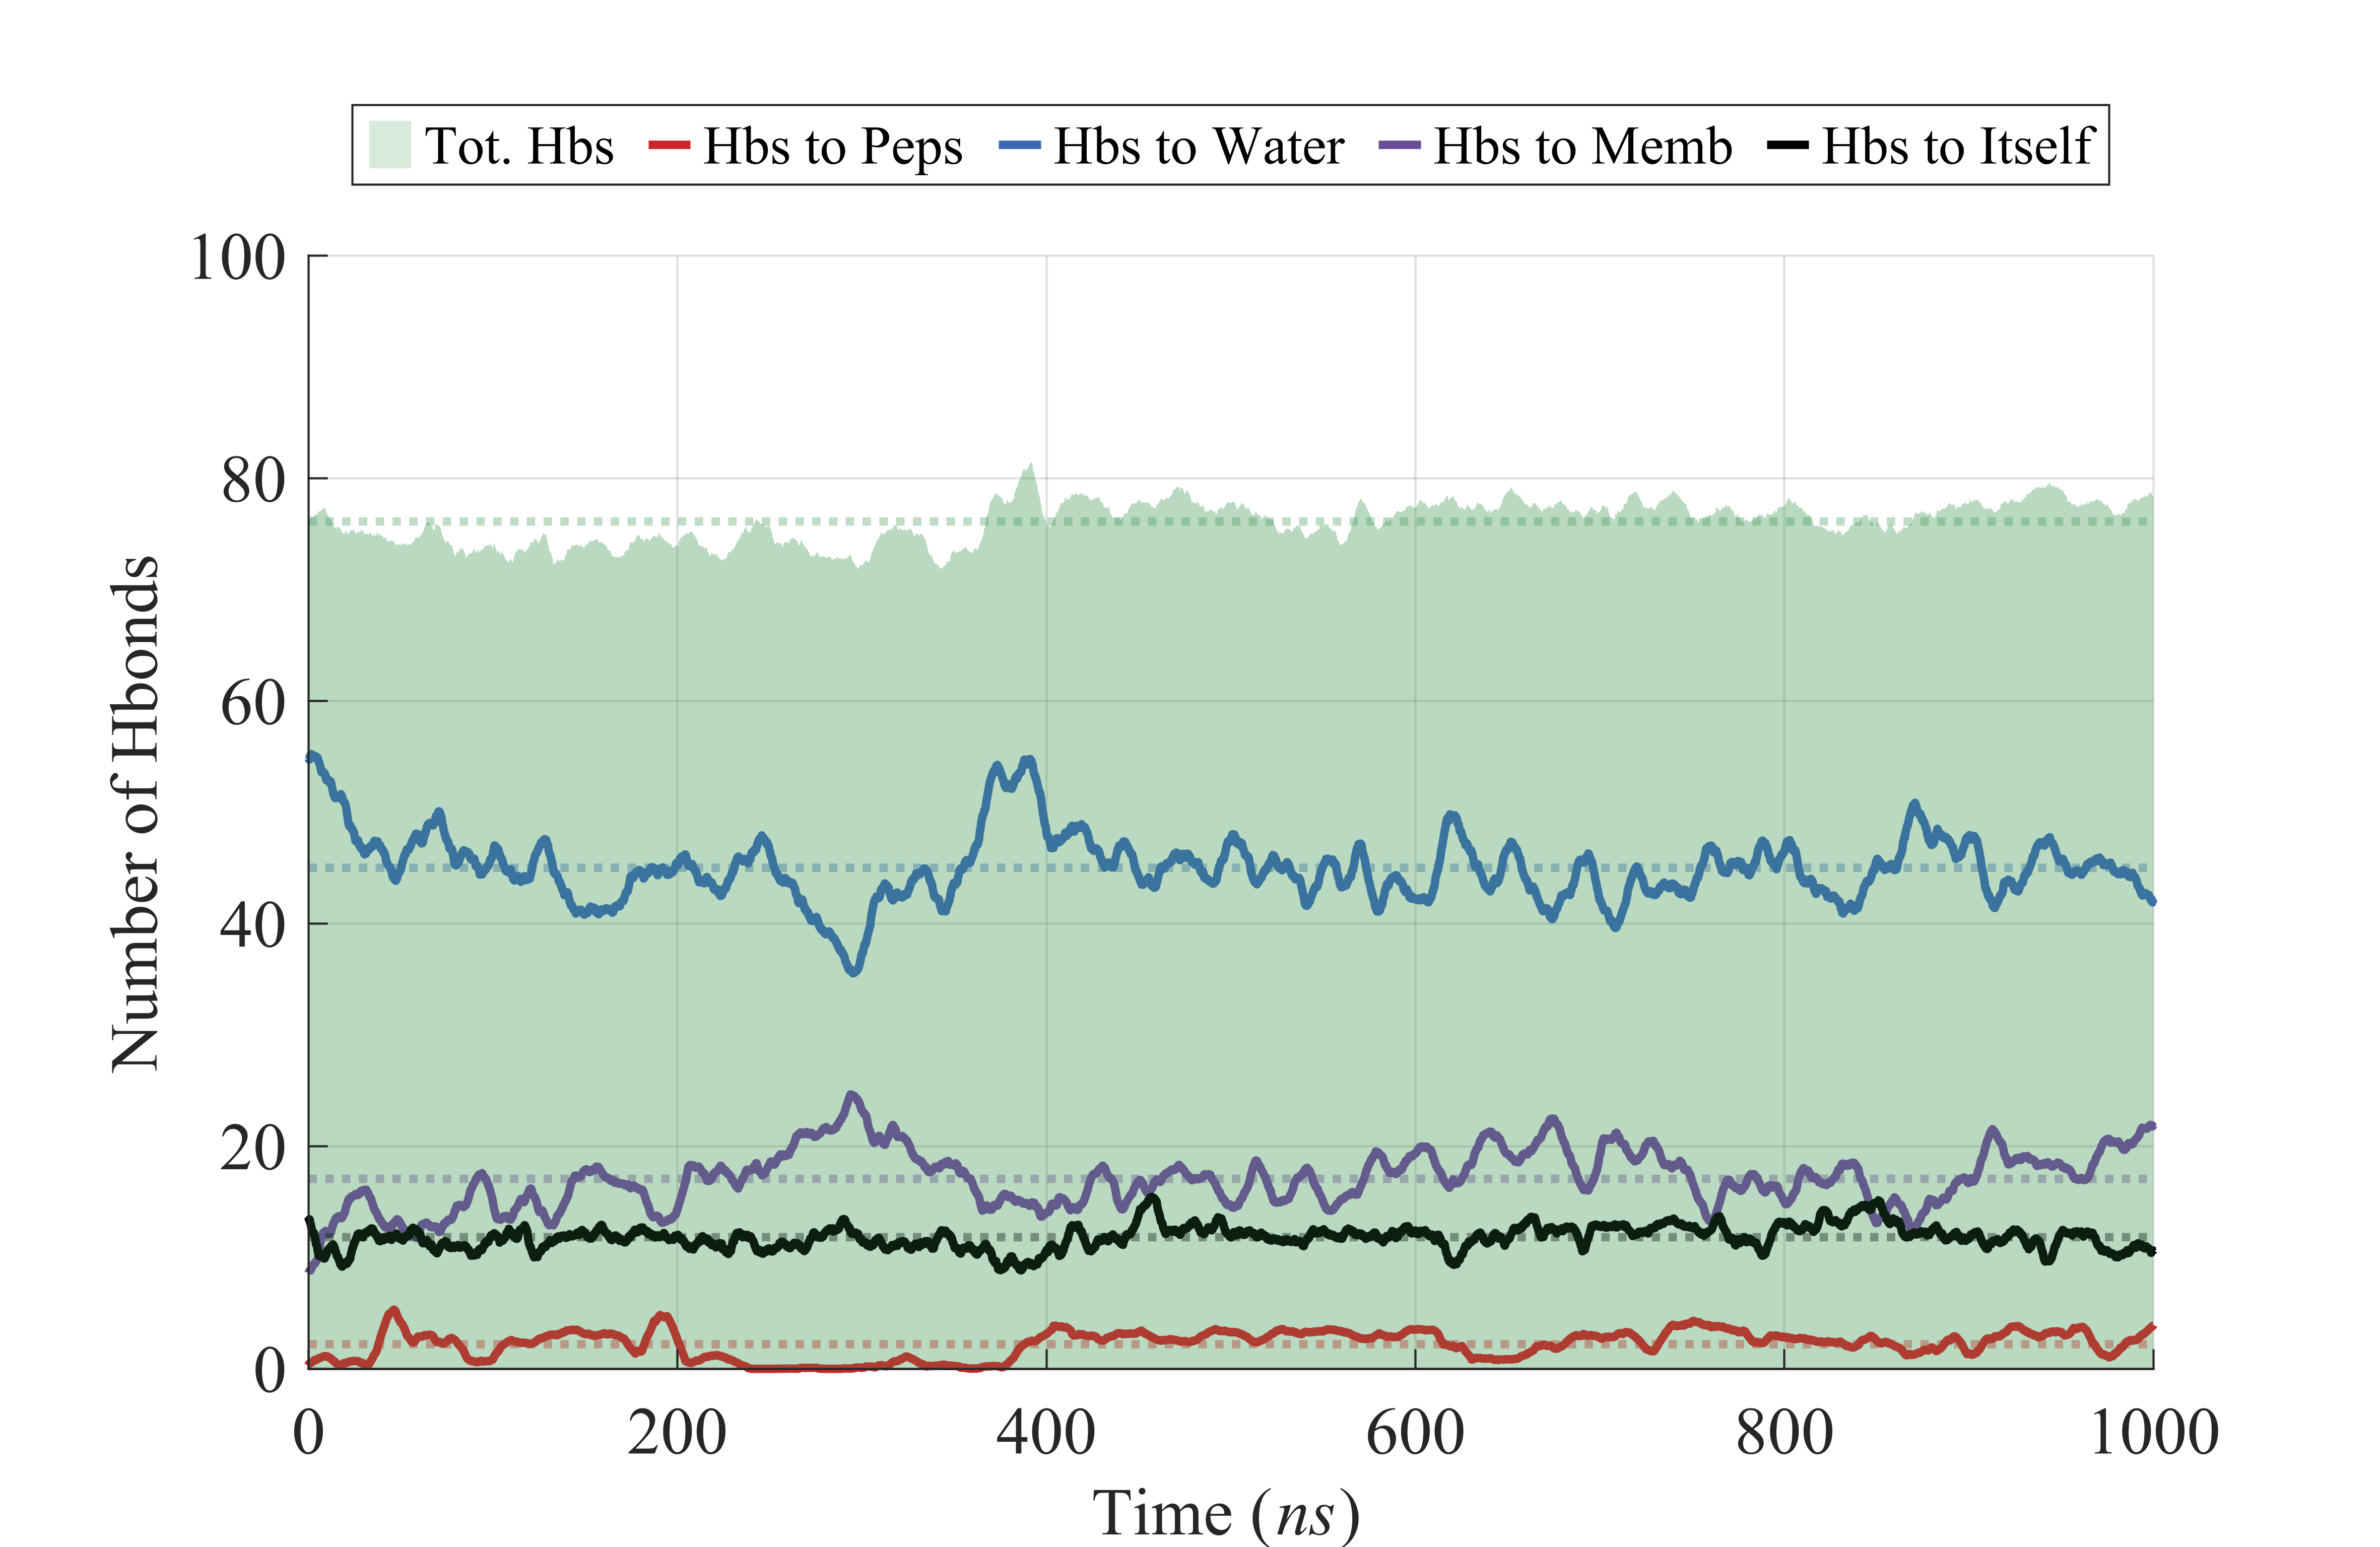 Tot. Hbs Hbs to Peps Hbs to Water Hbs to Memb Hbs to Itself
100
80
60
40
20
0
Number of Hbonds
0 200 400 600 800 1000
Time (ns)